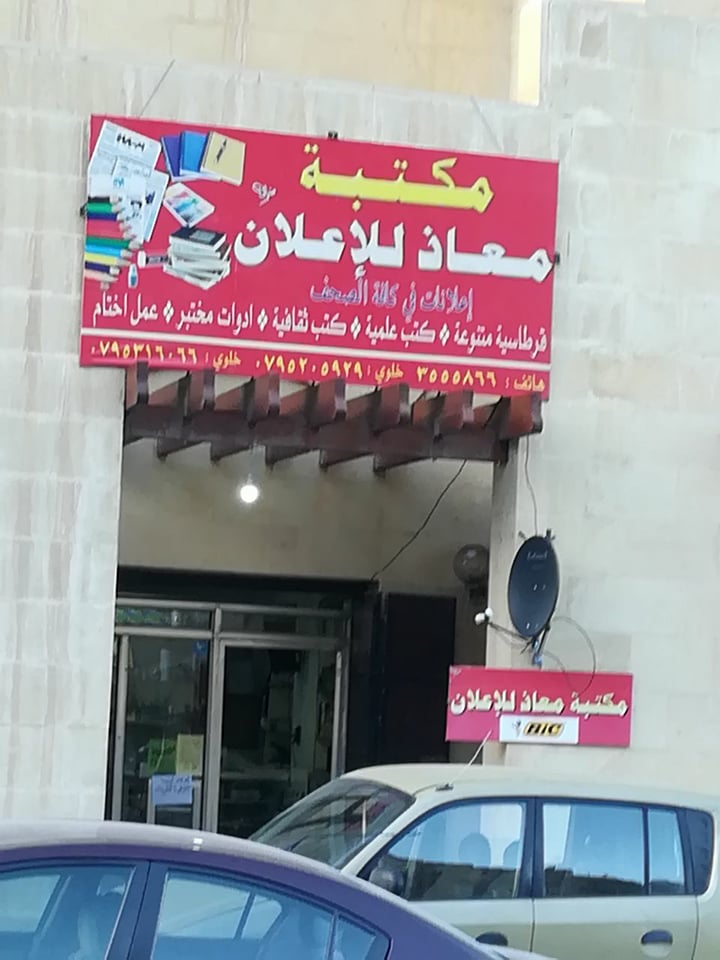 مكتبة
معاذ للإعلان
إعلانات في كافة الصحف
قرطاسية متنوعة ❖ كتب علمية ❖ كتب ثقافية ❖ ادوات مختبر ❖ عمل اختام
هاتف : ٣٥٥٥٨٦٦ خلوي : ٠٧٩٥٢٠٥٩٢٩ خلوي : ٠٧٩٥٣١٦٠٦٦
مكتبة معاذ للإعلان
BIC